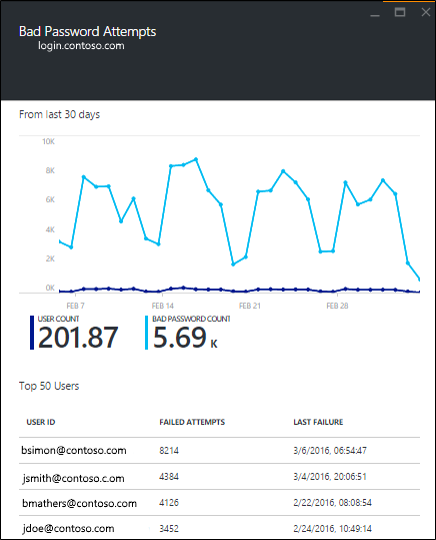 Bad Password Attempts
login.contoso.com
From last 30 days
10K
8K
6K
4K
2K
0K
FEB 7 FEB 14 FEB 21 FEB 28
USER COUNT BAD PASSWORD COUNT
201.87 5.69 K
Top 50 Users
USER ID FAILED ATTEMPTS LAST FAILURE
bsimon@contoso.com 8214 3/6/2016, 06:54:47
jsmith@contoso.c.om 4384 3/4/2016, 20:06:51
bmathers@contoso.com 4126 2/22/2016, 08:08:54
jdoe@contoso.com 3452 2/24/2016, 10:49:14